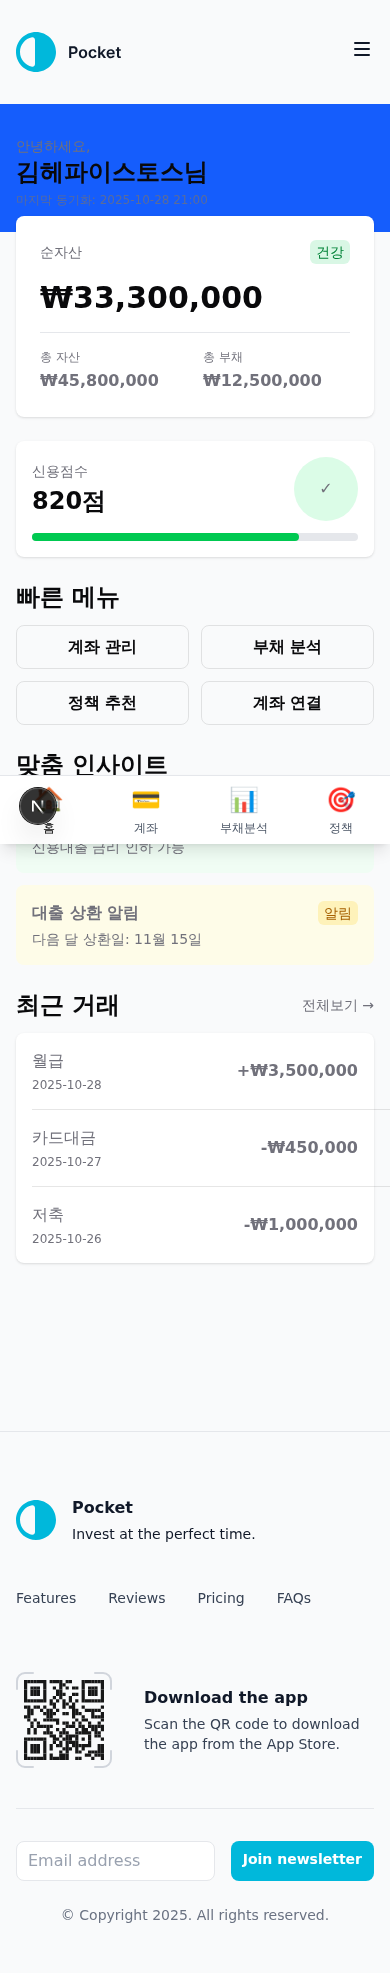 Pocket
안녕하세요,
김헤파이스토스님
마지막 동기화: 2025-10-28 21:00
순자산
건강
₩33,300,000
총 자산
총 부채
₩45,800,000
₩12,500,000
신용점수
820점
✓
빠른 메뉴
계좌 관리
부채 분석
정책 추천
계좌 연결
맞춤 인사이트
N
홈
계좌
부채분석
정책
신용대출 금리 인하 가능
대출 상환 알림
알림
다음 달 상환일: 11월 15일
최근 거래
전체보기 →
월급
2025-10-28
+₩3,500,000
카드대금
2025-10-27
-₩450,000
저축
2025-10-26
-₩1,000,000
Pocket
Invest at the perfect time.
Features
Reviews
Pricing
FAQs
Download the app
Scan the QR code to download
the app from the App Store.
Email address
Join newsletter
© Copyright 2025. All rights reserved.